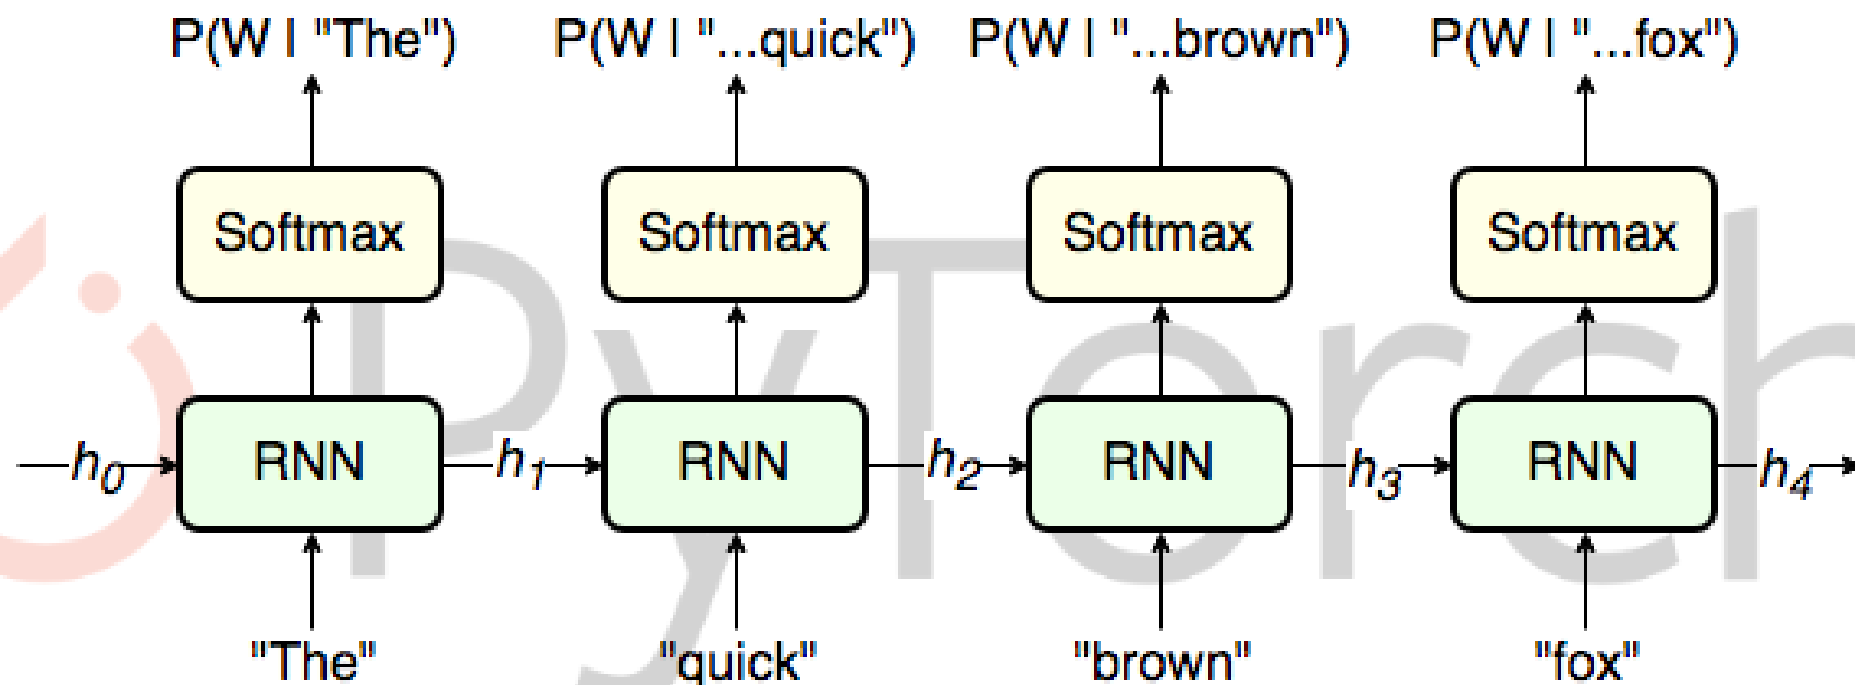 P(W | "The") P(W | "...quick") P(W | "...brown") P(W | "...fox")
Softmax Softmax Softmax Softmax
PyTorch
h0 RNN h1 RNN h2 RNN h3 RNN h4
"The" "quick" "brown" "fox"